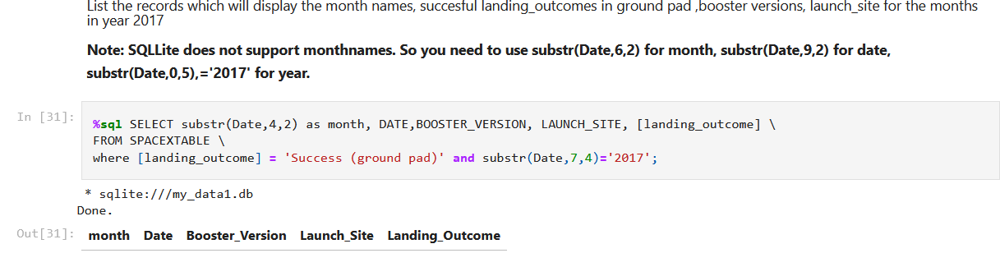 List the records which will display the month names, succesful landing_outcomes in ground pad ,booster versions, launch_site for the months
in year 2017
Note: SQLLite does not support monthnames. So you need to use substr(Date,6,2) for month, substr(Date,9,2) for date,
substr(Date,0,5),='2017' for year.
In [31]:
%sql SELECT substr(Date,4,2) as month, DATE,BOOSTER_VERSION, LAUNCH_SITE, [landing_outcome] \
FROM SPACEXTABLE \
where [landing_outcome] = 'Success (ground pad)' and substr(Date,7,4)='2017';
* sqlite:///my_data1.db
Done.
Out[31]: month Date Booster_Version Launch_Site Landing_Outcome